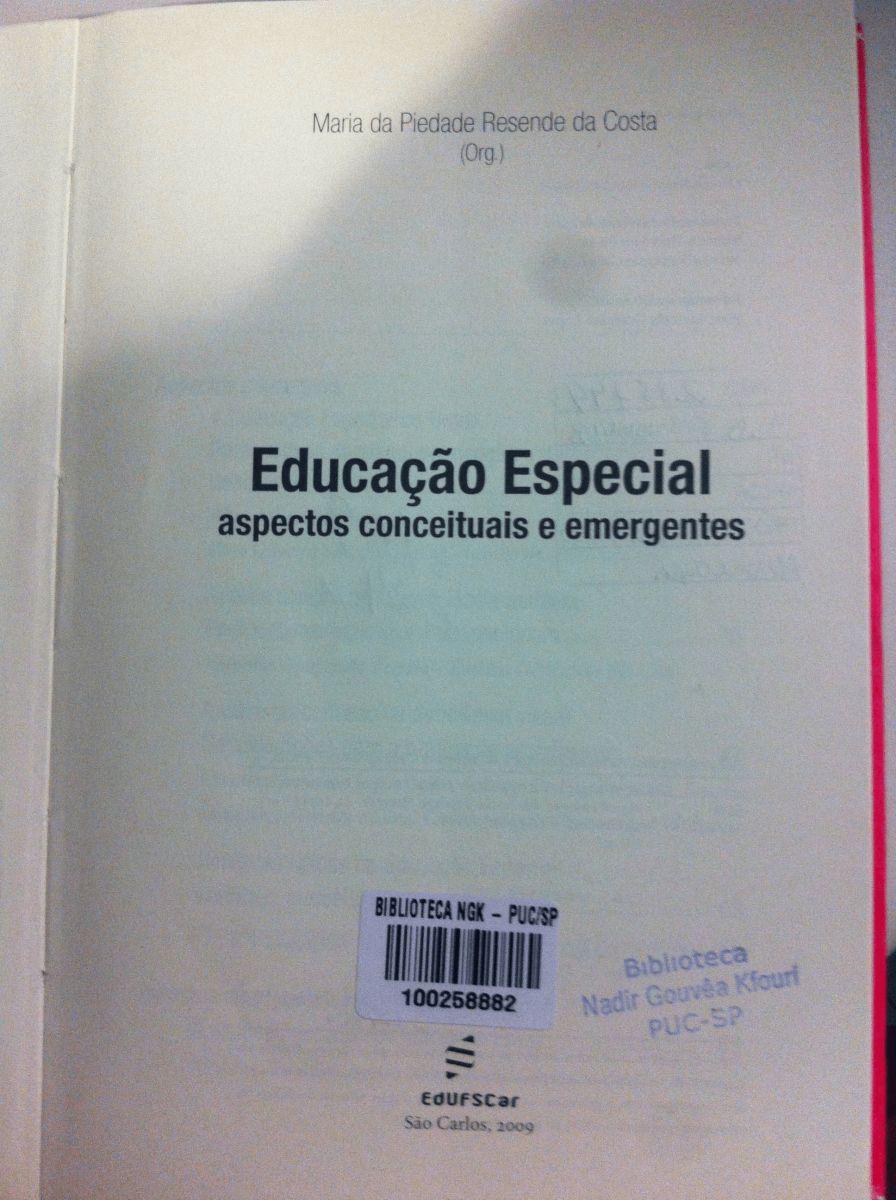 Maria da Piedade Resende da Costa
(Org.)
Educação Especial
aspectos conceituais e emergentes
BIBLIOTECA NGK – PUC/SP
100258882
Biblioteca
Nadir Gouvêa Kfouri
PUC-SP
EdUFSCar
São Carlos, 2009